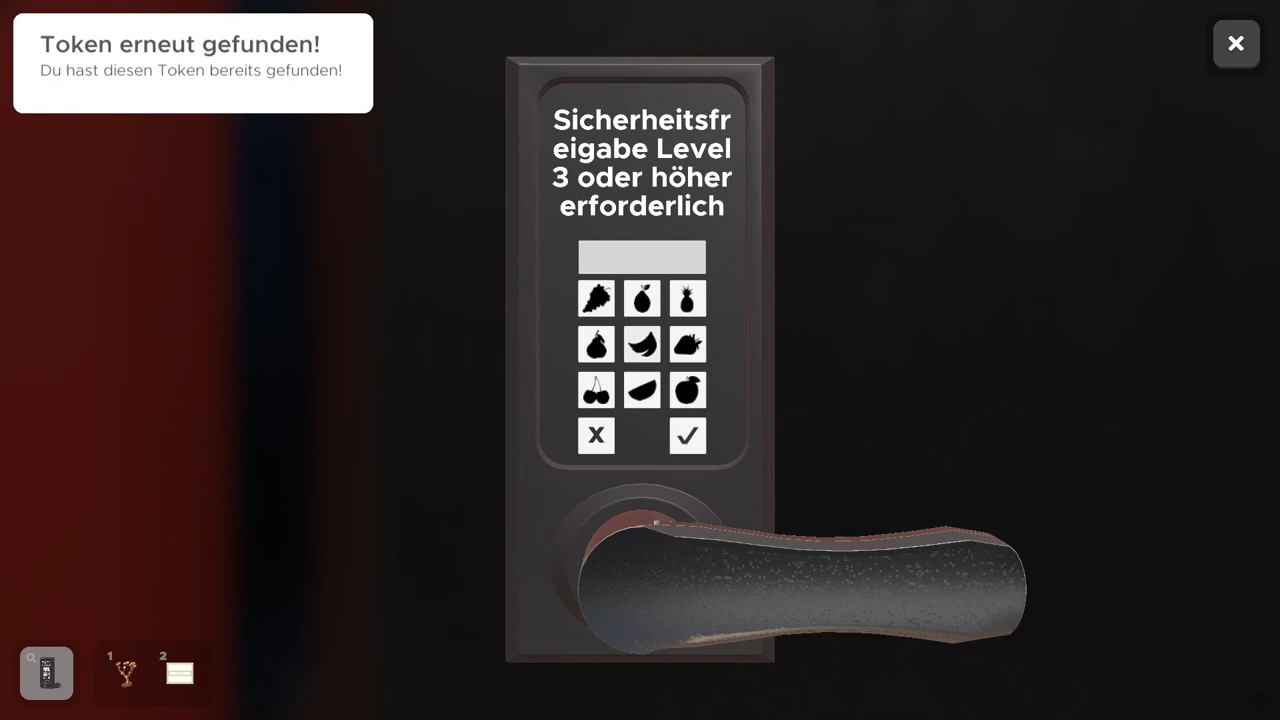 Token erneut gefunden!
Du hast diesen Token bereits gefunden!
Sicherheitsfr
eigabe Level
3 oder höher
erforderlich
X
1
2